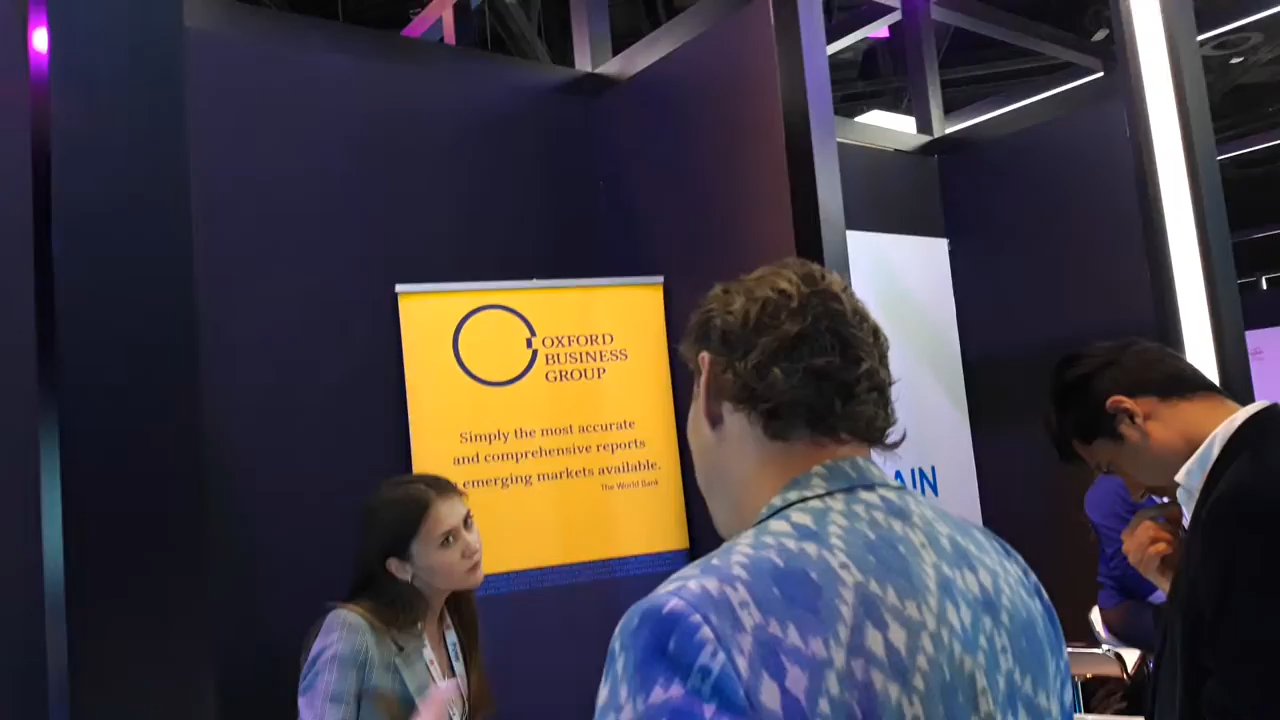 OXFORD
BUSINESS
GROUP
Simply the most accurate
and comprehensive reports
emerging markets available.
The World Bank
AIN